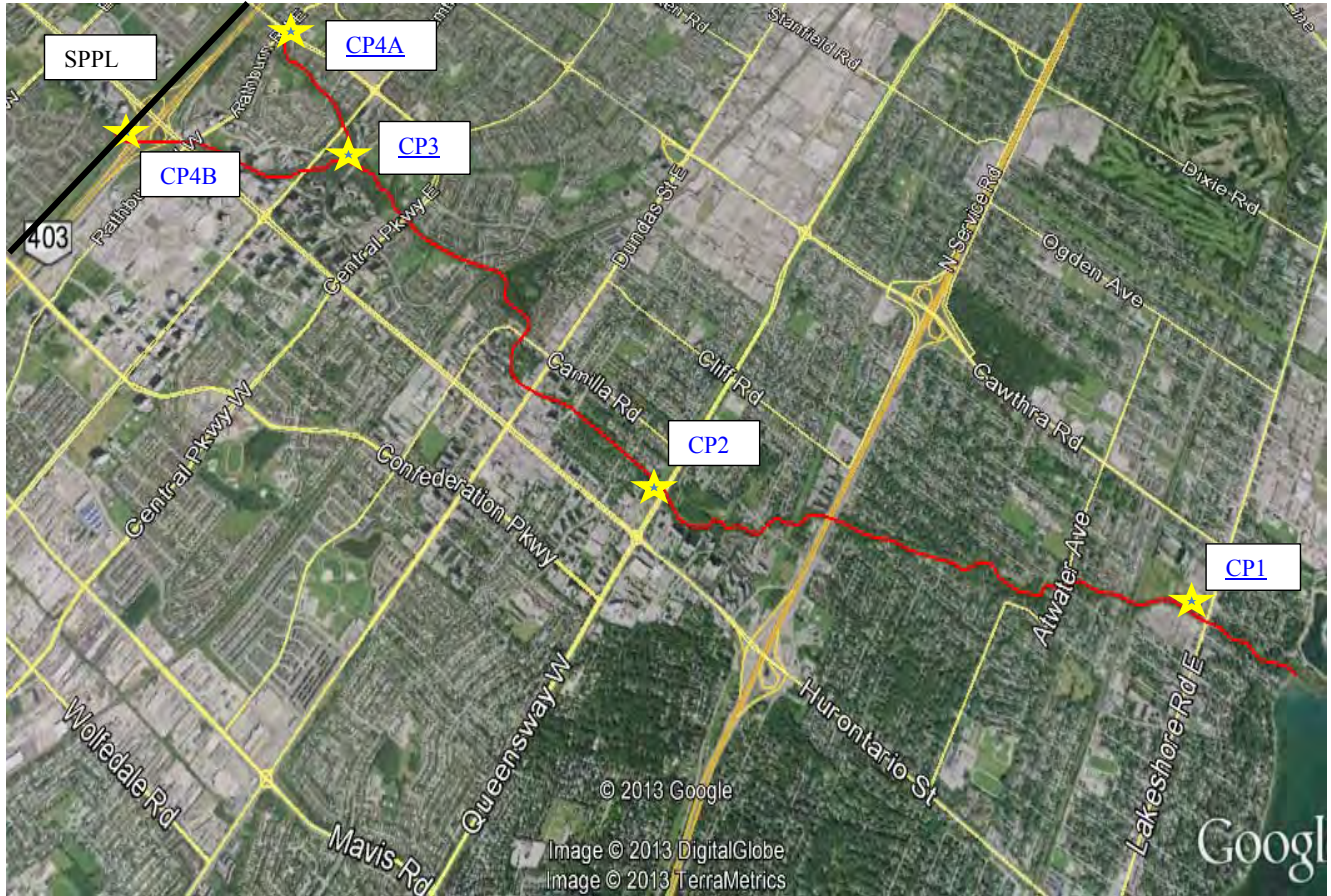 Stanfield Rd
CP4A
SPPL
Rathburn
CP3
CP4B
W
403
Central Pkwy E
Dundas St E
N Service Rd
Dixie Rd
Ogden Ave
Cawthra Rd
Camilla Rd
Cliff Rd
CP2
Central Pkwy W
Confederation Pkwy
CP1
Atwater Ave
Lakeshore Rd E
Hurontario St
Queensway W
Wolfedale Rd
Mavis Rd
© 2013 Google
Image © 2013 DigitalGlobe
Image © 2013 TerraMetrics
Google